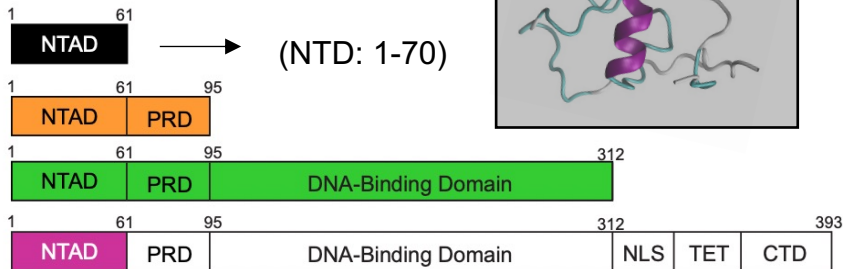 1 61
NTAD (NTD: 1-70)
1 61 95
NTAD PRD
1 61 95 312
NTAD PRD DNA-Binding Domain
1 61 95 312 393
NTAD PRD DNA-Binding Domain NLS TET CTD